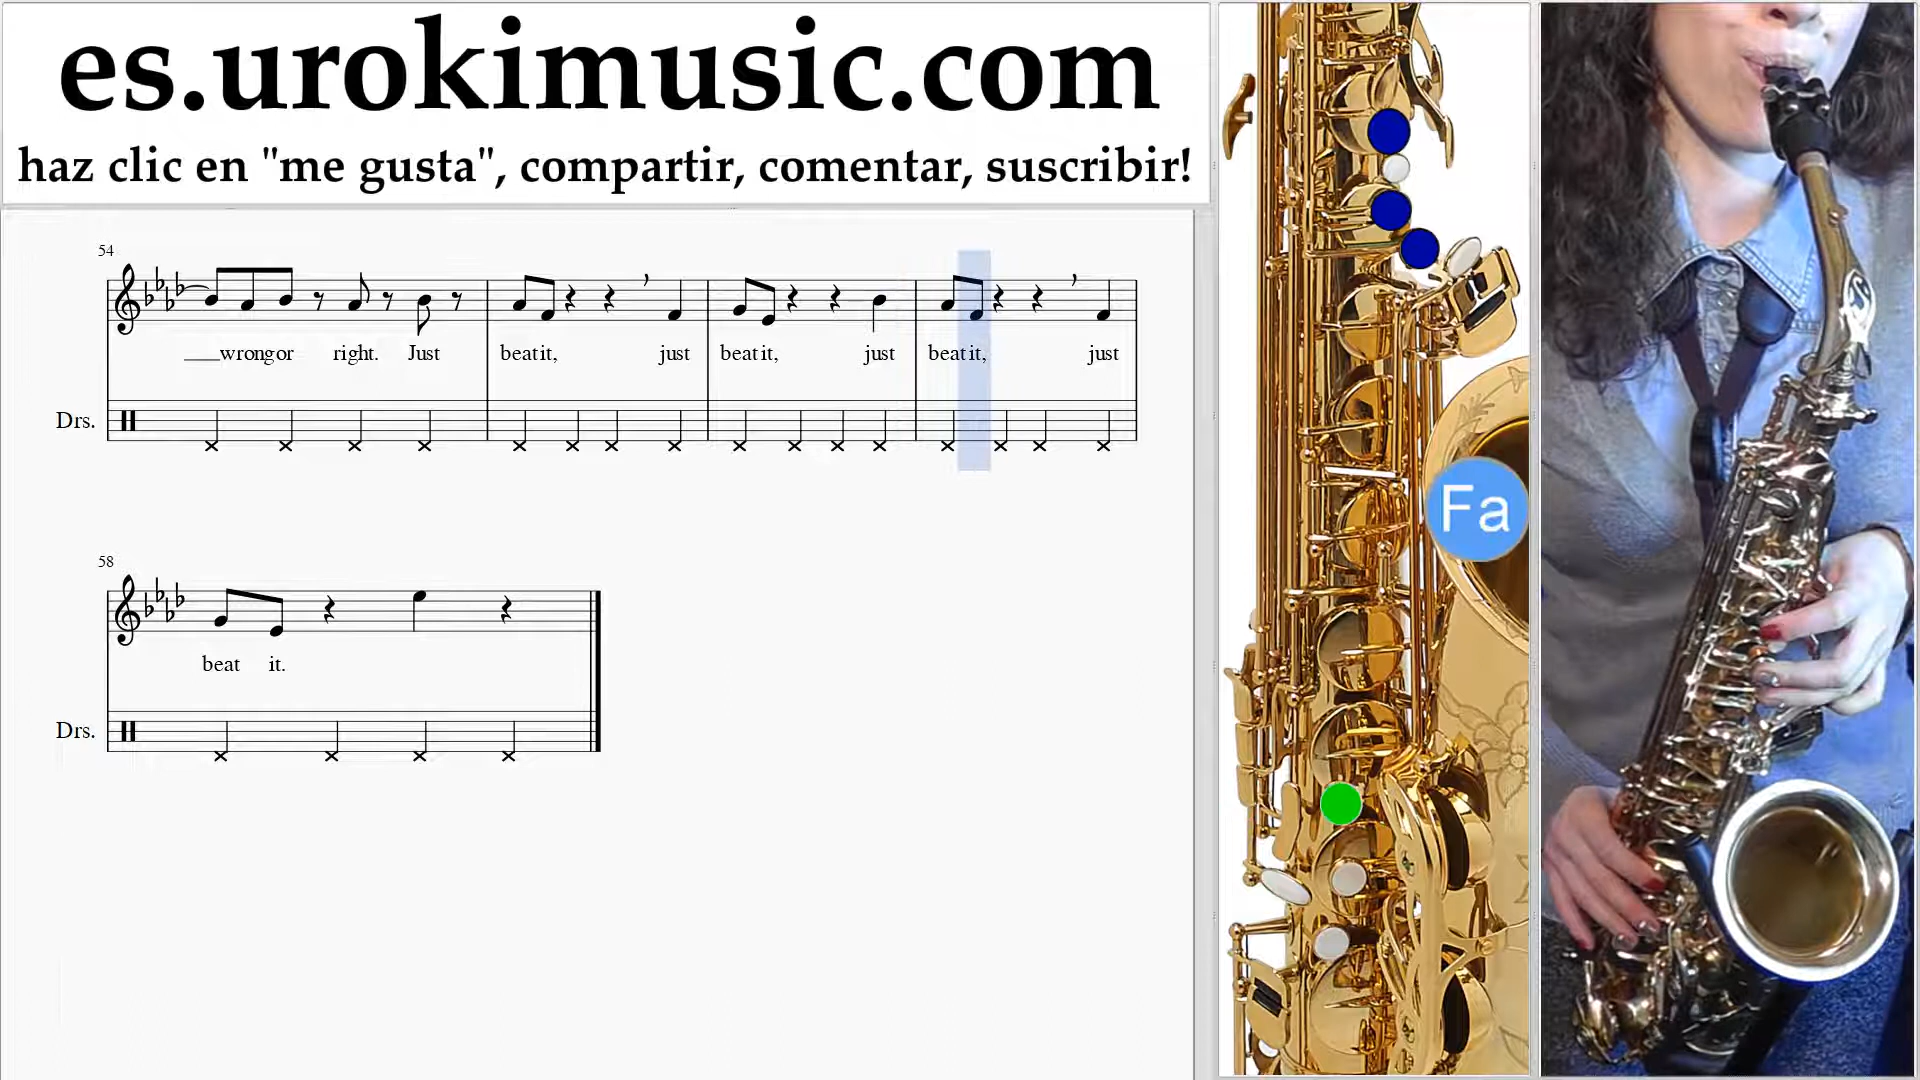 es.urokimusic.com
haz clic en "me gusta", compartir, comentar, suscribir!
54
wrong or right. Just beat it, just beat it, just beat it, just
Drs.
Fa
58
beat it.
Drs.